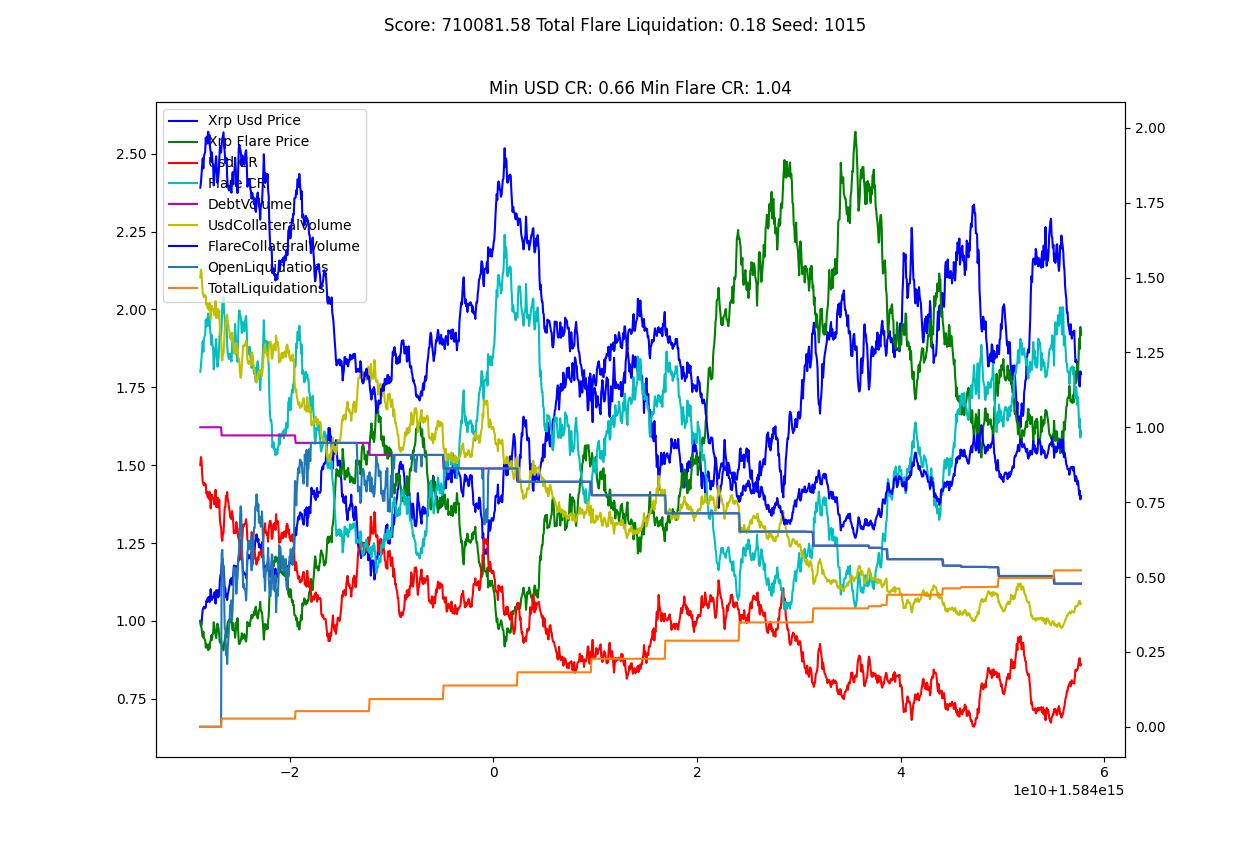 Score: 710081.58 Total Flare Liquidation: 0.18 Seed: 1015
Min USD CR: 0.66 Min Flare CR: 1.04
Xrp Usd Price
Xrp Flare Price
Usd CR
Flare CR
DebtVolume
UsdCollateralVolume
FlareCollateralVolume
OpenLiquidations
TotalLiquidations
2.50
2.25
2.00
1.75
1.50
1.25
1.00
0.75
2.00
1.75
1.50
1.25
1.00
0.75
0.50
0.25
0.00
−2 0 2 4 6
1e10+1.584e15